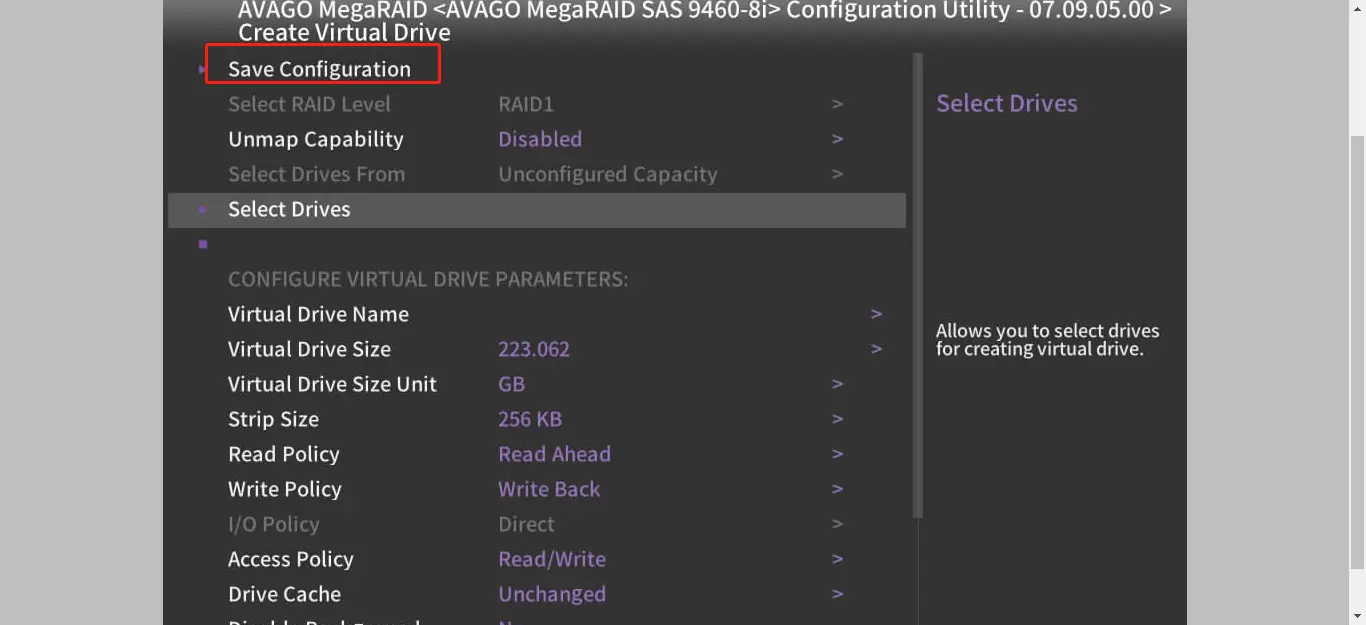 AVAGO MegaRAID <AVAGO MegaRAID SAS 9460-8i> Configuration Utility - 07.09.05.00 >
Create Virtual Drive
Save Configuration
Select RAID Level RAID1 >
Unmap Capability Disabled >
Select Drives From Unconfigured Capacity >
Select Drives
CONFIGURE VIRTUAL DRIVE PARAMETERS:
Virtual Drive Name >
Virtual Drive Size 223.062 >
Virtual Drive Size Unit GB >
Strip Size 256 KB >
Read Policy Read Ahead >
Write Policy Write Back >
I/O Policy Direct >
Access Policy Read/Write >
Drive Cache Unchanged >
Select Drives
Allows you to select drives
for creating virtual drive.